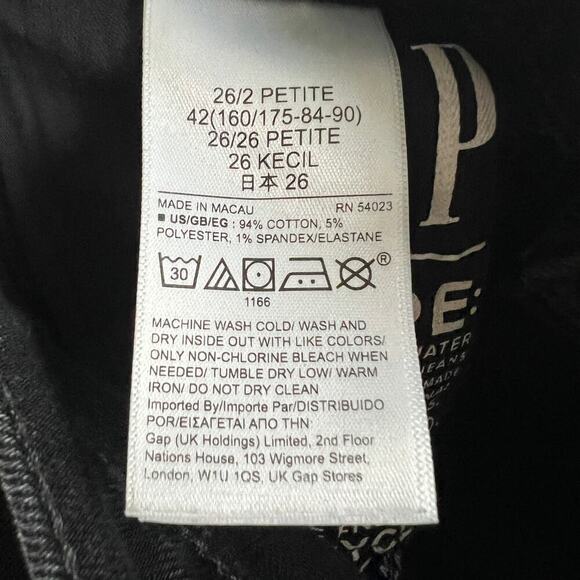 26/2 PETITE
42(160/175-84-90)
26/26 PETITE
26 KECIL
日本 26
MADE IN MACAU RN 54023
■ US/GB/EG : 94% COTTON, 5%
POLYESTER, 1% SPANDEX/ELASTANE
30
®
1166
MACHINE WASH COLD/ WASH AND
DRY INSIDE OUT WITH LIKE COLORS/
ONLY NON-CHLORINE BLEACH WHEN
NEEDED/ TUMBLE DRY LOW/ WARM
IRON/ DO NOT DRY CLEAN
Imported By/Importe Par/DISTRIBUIDO
POR/ΕΙΣΑΓΕΤΑΙ ΑΠΟ ΤΗΝ:
Gap (UK Holdings) Limited, 2nd Floor
Nations House, 103 Wigmore Street,
London, W1U 1QS, UK Gap Stores
P
E:
ATER
EANS
MADE